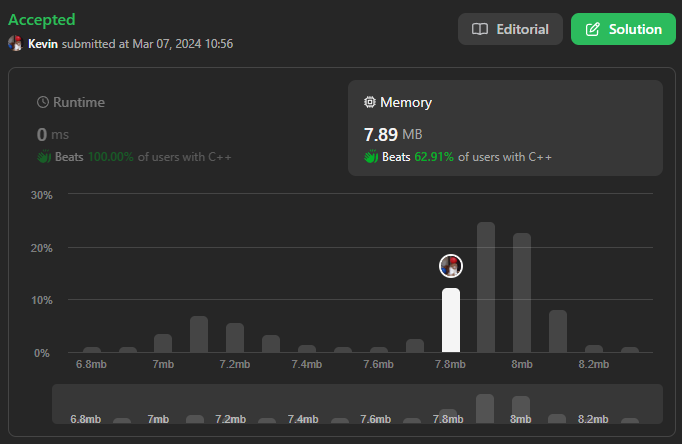 Accepted
Kevin submitted at Mar 07, 2024 10:56
Editorial
Solution
Runtime
0 ms
Beats 100.00% of users with C++
Memory
7.89 MB
Beats 62.91% of users with C++
30%
20%
10%
0%
6.8mb 7mb 7.2mb 7.4mb 7.6mb 7.8mb 8mb 8.2mb
6.8mb 7mb 7.2mb 7.4mb 7.6mb 7.8mb 8mb 8.2mb